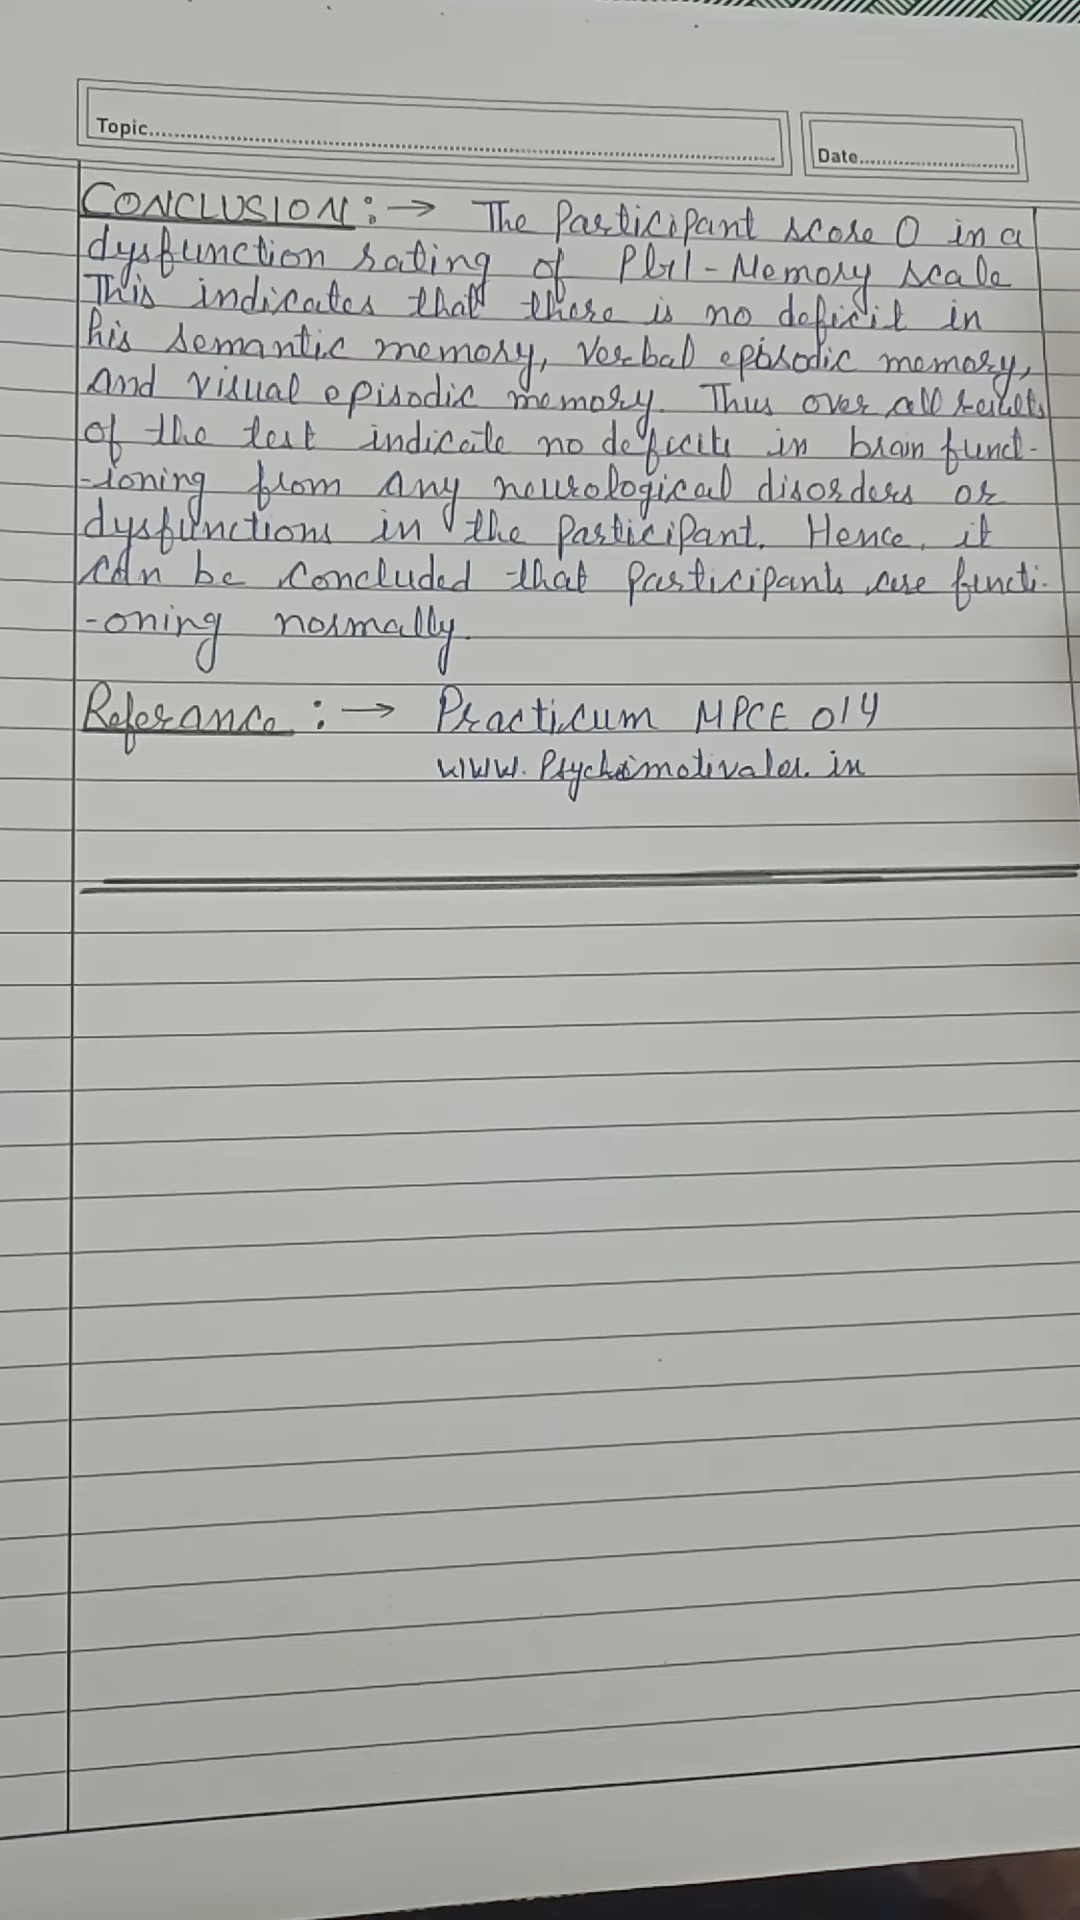 Topic
Date
CONCLUSION :→ The Participant score 0 in a
dysfunction rating of PGI-Memory scale
This indicates that there is no deficit in
his semantic memory, Verbal episodic memory,
and visual episodic memory. Thus over all results
of the test indicate no deficits in brain funct-
-ioning from any neurological disorders or
dysfunctions in the Participant. Hence, it
can be concluded that participants are functi-
-oning normally.
Referance :→ Practicum MPCE 014
www.Psychimotivater.in